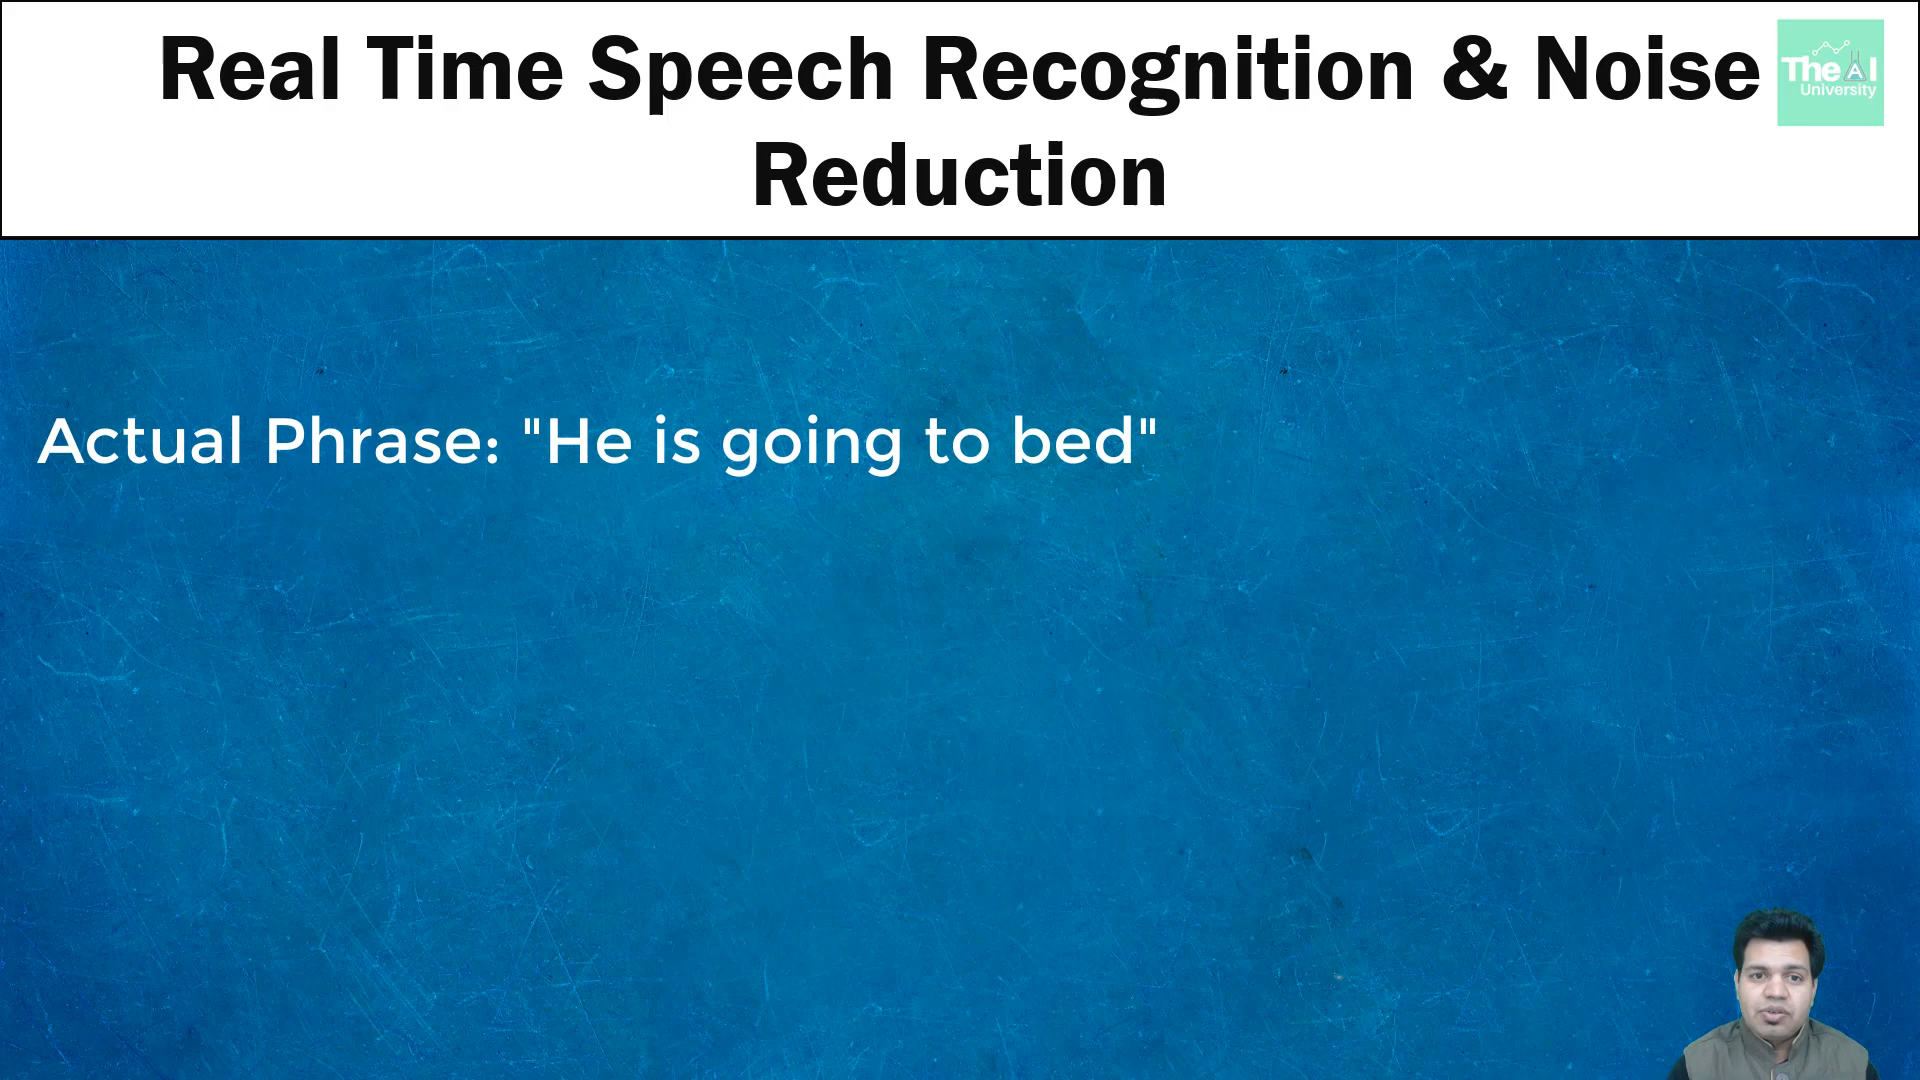 Real Time Speech Recognition & Noise
Reduction
The AI
University
Actual Phrase: "He is going to bed"